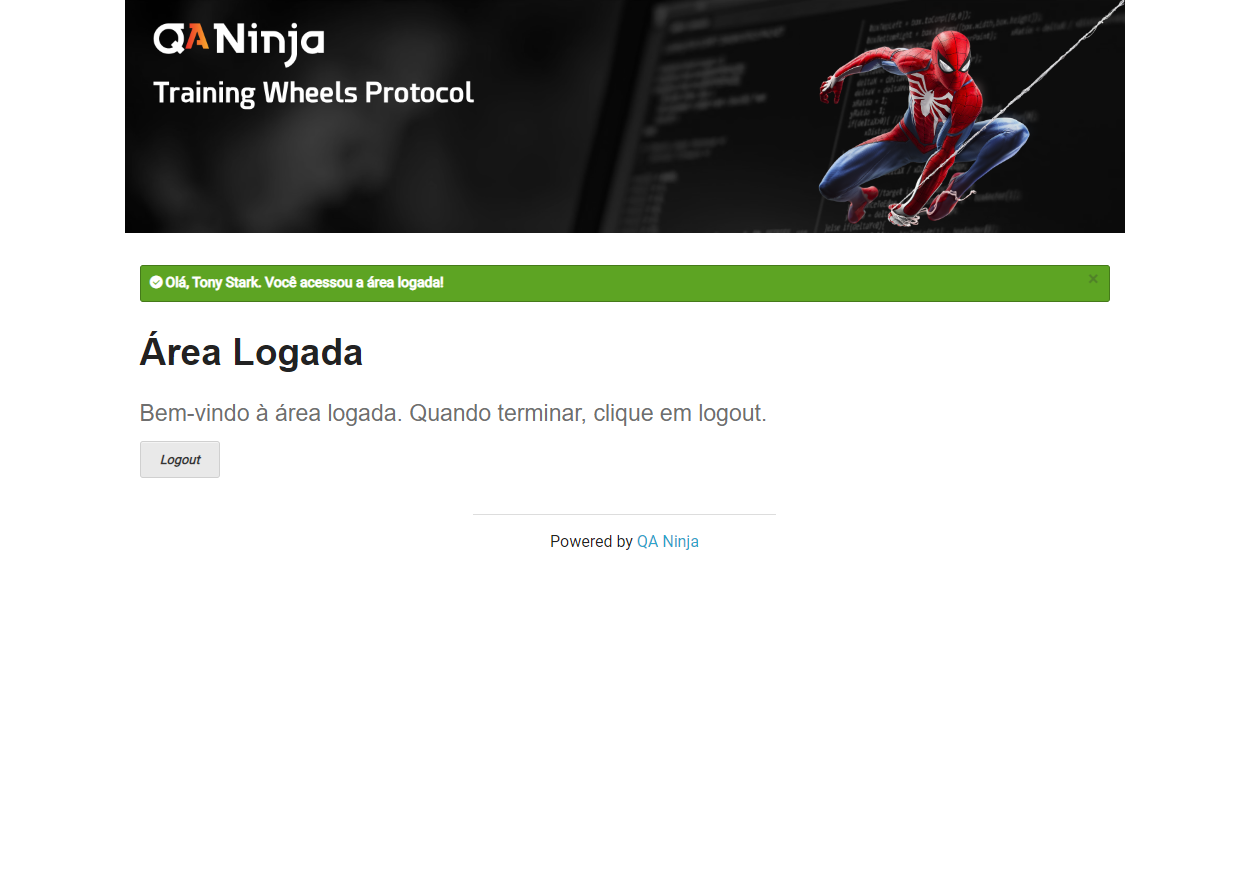 QANinja
Training Wheels Protocol
Olá, Tony Stark. Você acessou a área logada!
×
Área Logada
Bem-vindo à área logada. Quando terminar, clique em logout.
Logout
Powered by QA Ninja